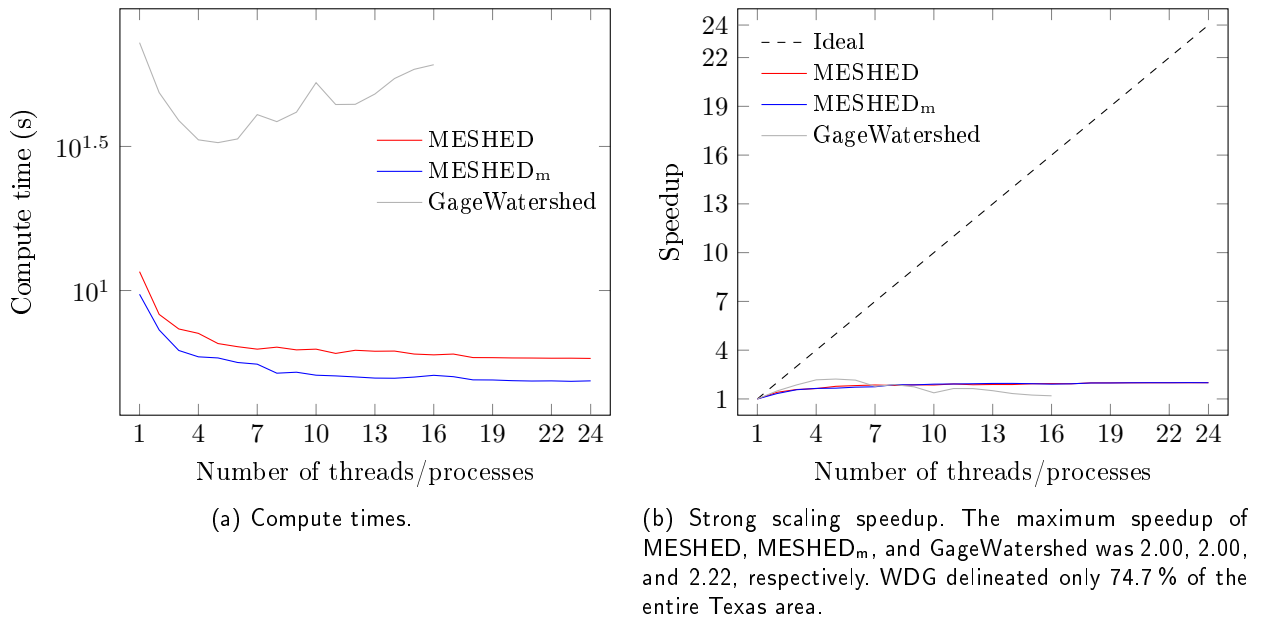 Compute time (s)
10^1.5
10^1
MESHED
MESHED_m
GageWatershed
1 4 7 10 13 16 19 22 24
Number of threads/processes
(a) Compute times.
Speedup
24
22
19
16
13
10
7
4
1
Ideal
MESHED
MESHED_m
GageWatershed
1 4 7 10 13 16 19 22 24
Number of threads/processes
(b) Strong scaling speedup. The maximum speedup of
MESHED, MESHED_m, and GageWatershed was 2.00, 2.00,
and 2.22, respectively. WDG delineated only 74.7 % of the
entire Texas area.